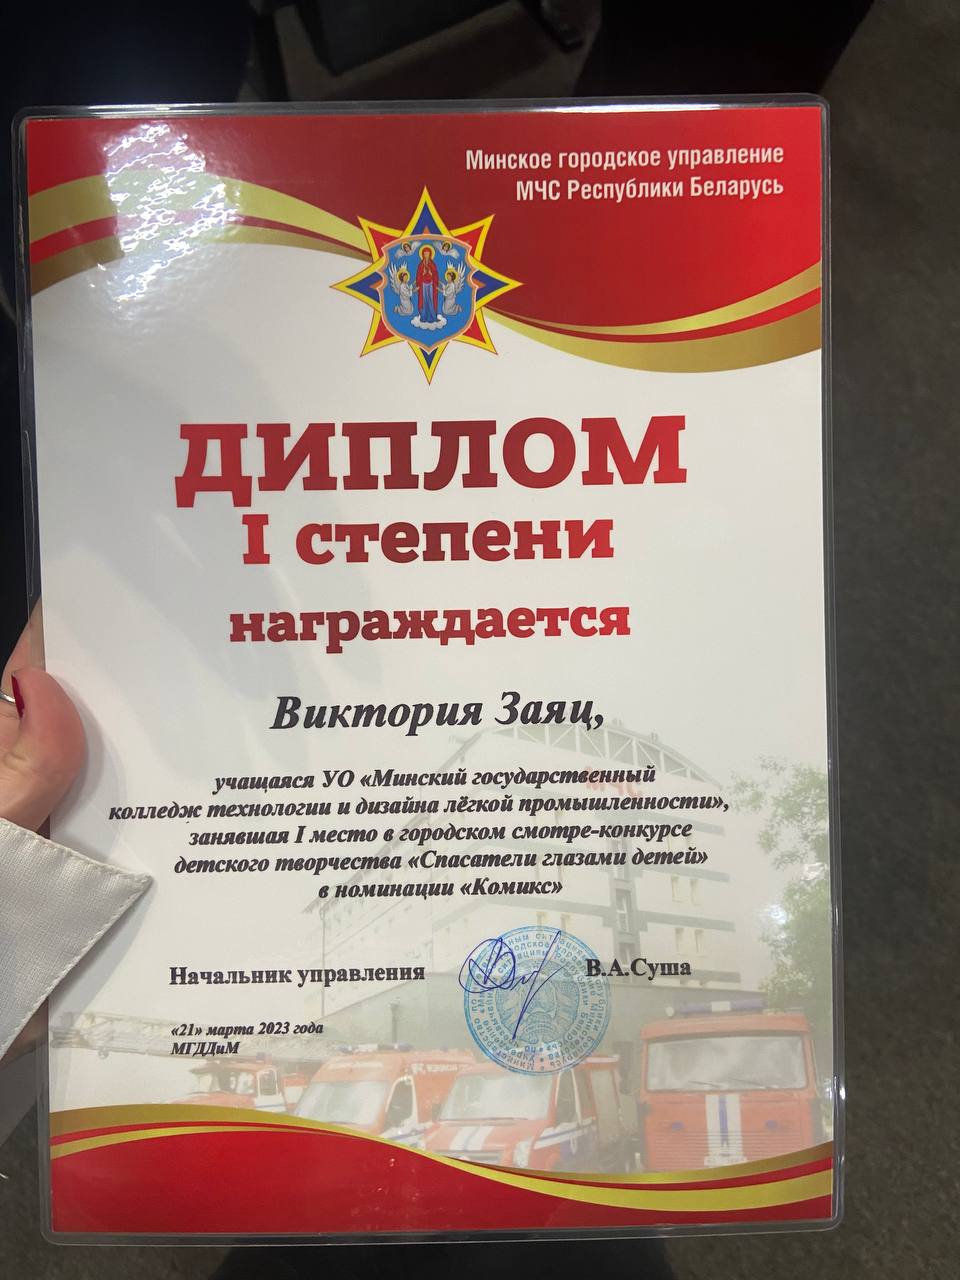 Минское городское управление
МЧС Республики Беларусь
ДИПЛОМ
I степени
награждается
Виктория Заяц,
учащаяся УО «Минский государственный
колледж технологии и дизайна лёгкой промышленности»,
занявшая I место в городском смотре-конкурсе
детского творчества «Спасатели глазами детей»
в номинации «Комикс»
Начальник управления
В.А.Суша
«21» марта 2023 года
МГДДиМ